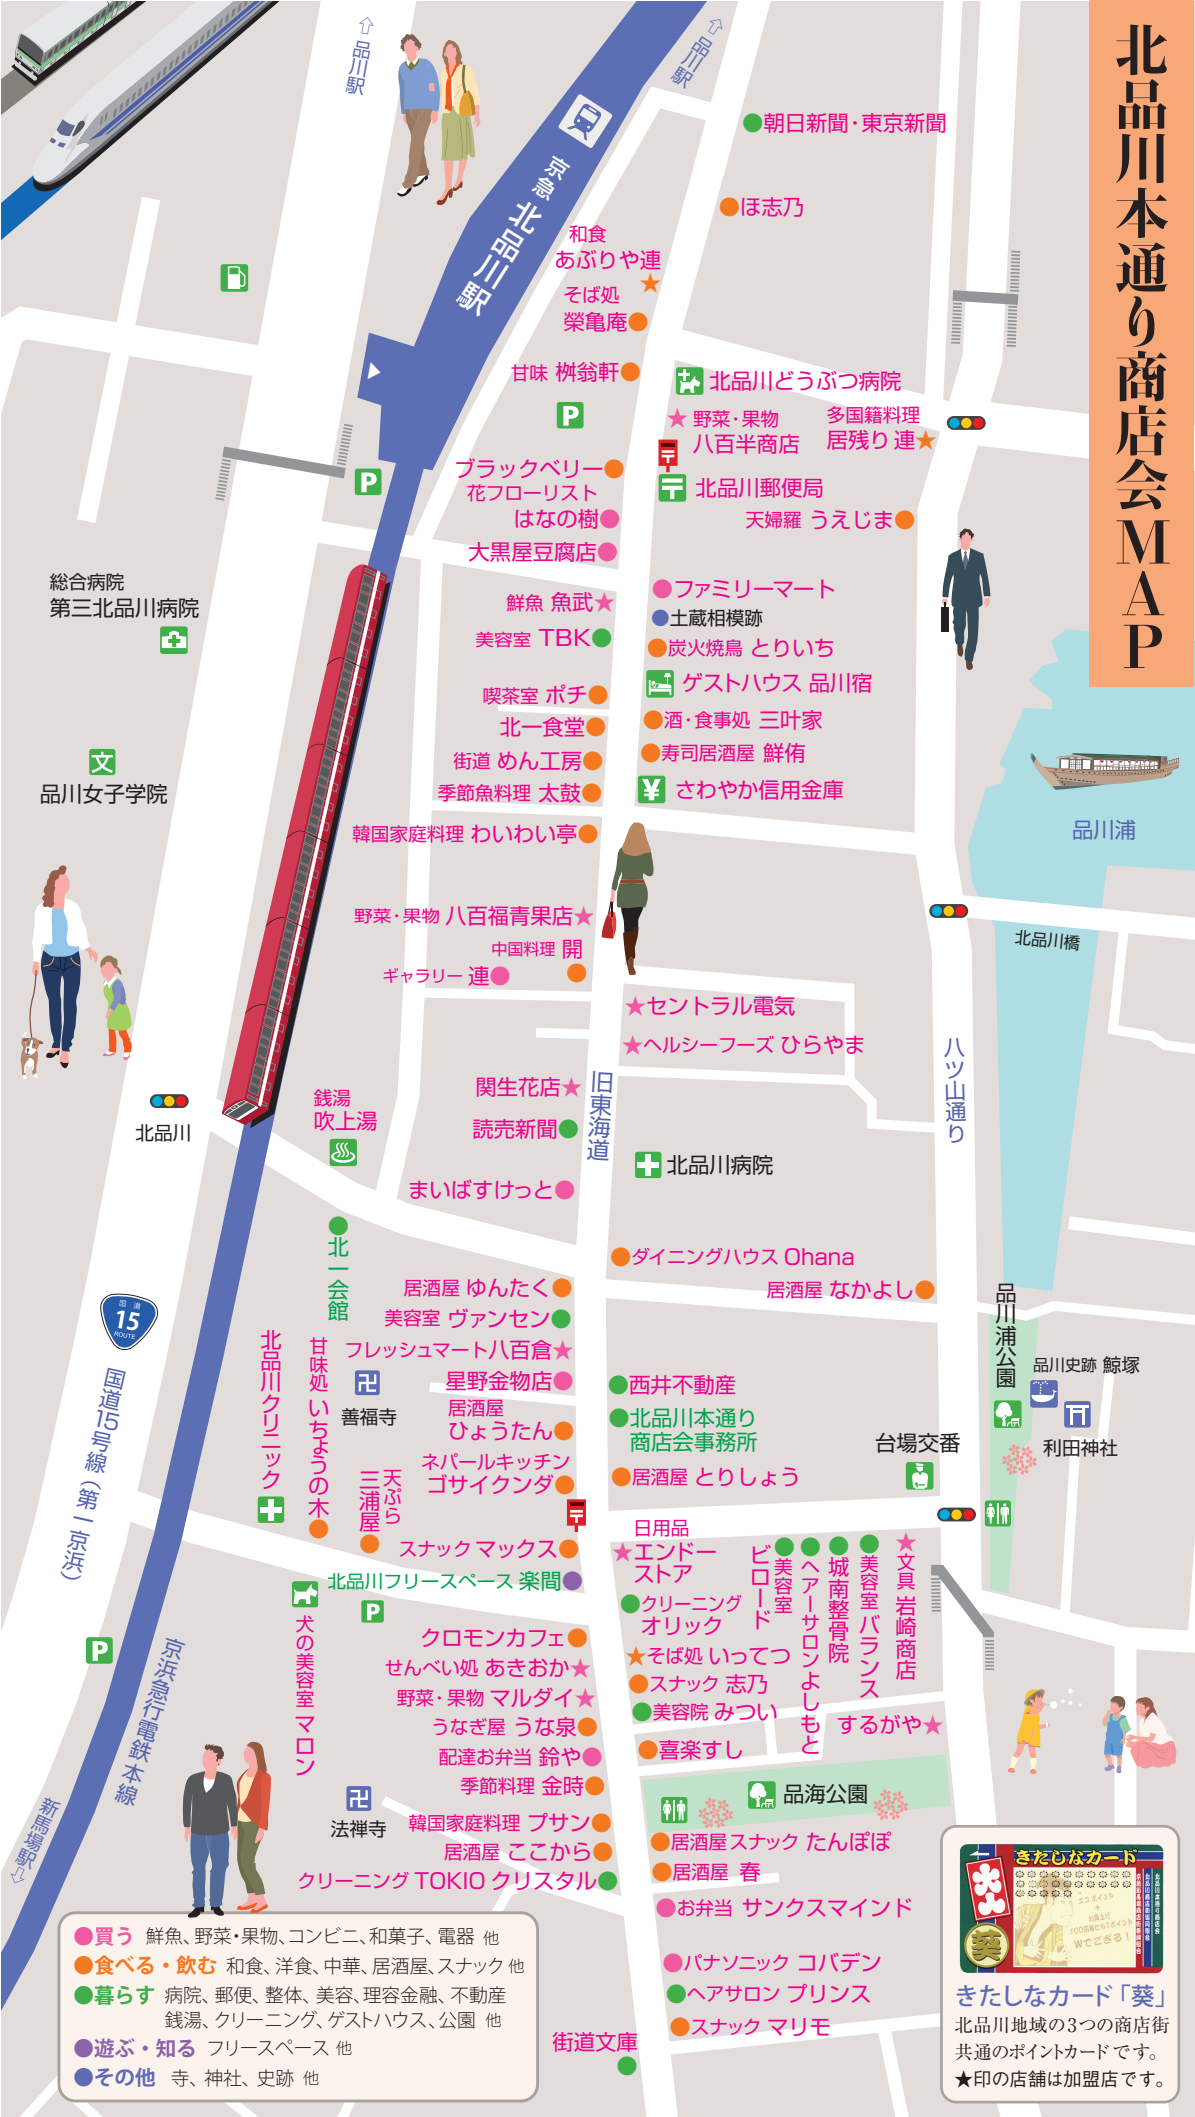 北品川本通り商店会MAP
⇧品川駅
⇧品川駅
京急 北品川駅
朝日新聞・東京新聞
ほ志乃
和食
あぶりや連
そば処
榮亀庵
甘味 桝翁軒
P
北品川どうぶつ病院
野菜・果物
八百半商店
多国籍料理
居残り 連
北品川郵便局
天婦羅 うえじま
ブラックベリー
花フローリスト
はなの樹
大黒屋豆腐店
P
総合病院
第三北品川病院
ファミリーマート
土蔵相模跡
炭火焼鳥 とりいち
鮮魚 魚武
美容室 TBK
ゲストハウス 品川宿
喫茶室 ポチ
北一食堂
酒・食事処 三叶家
街道 めん工房
寿司居酒屋 鮮侑
季節魚料理 太鼓
¥ さわやか信用金庫
文
品川女子学院
韓国家庭料理 わいわい亭
品川浦
野菜・果物 八百福青果店
中国料理 開
ギャラリー 連
北品川橋
セントラル電気
ヘルシーフーズ ひらやま
八ツ山通り
旧東海道
関生花店
読売新聞
銭湯
吹上湯
北品川
北品川病院
まいばすけっと
北一会館
ダイニングハウス Ohana
居酒屋 なかよし
居酒屋 ゆんたく
美容室 ヴァンセン
フレッシュマート八百倉
星野金物店
居酒屋
ひょうたん
ネパールキッチン
ゴサイクンダ
国道
15
ROUTE
国道15号線(第一京浜)
北品川クリニック
甘味処 いちょうの木
卍
善福寺
天ぷら
三浦屋
西井不動産
北品川本通り
商店会事務所
居酒屋 とりしょう
台場交番
品川浦公園
品川史跡 鯨塚
利田神社
スナック マックス
北品川フリースペース 楽間
P
日用品
エンドー
ストア
クリーニング
オリック
ビロード
美容室
ヘアーサロンよしもと
城南整骨院
美容室 バランス
文具 岩崎商店
そば処 いってつ
スナック 志乃
美容院 みつい
するがや
喜楽すし
犬の美容室 マロン
クロモンカフェ
せんべい処 あきおか
野菜・果物 マルダイ
うなぎ屋 うな泉
配達お弁当 鈴や
季節料理 金時
P
京浜急行電鉄本線
新馬場駅⇩
卍
法禅寺
韓国家庭料理 プサン
居酒屋 ここから
クリーニング TOKIO クリスタル
品海公園
居酒屋スナック たんぽぽ
居酒屋 春
お弁当 サンクスマインド
パナソニック コバデン
ヘアサロン プリンス
スナック マリモ
街道文庫
●買う 鮮魚、野菜・果物、コンビニ、和菓子、電器 他
●食べる・飲む 和食、洋食、中華、居酒屋、スナック 他
●暮らす 病院、郵便、整体、美容、理容金融、不動産
銭湯、クリーニング、ゲストハウス、公園 他
●遊ぶ・知る フリースペース 他
●その他 寺、神社、史跡 他
きたしなカード
葵
エコ ポイント
+
お買上げ
100店毎にも1ポイント
Wでござる!
きたしなカード「葵」
北品川地域の3つの商店街
共通のポイントカードです。
★印の店舗は加盟店です。